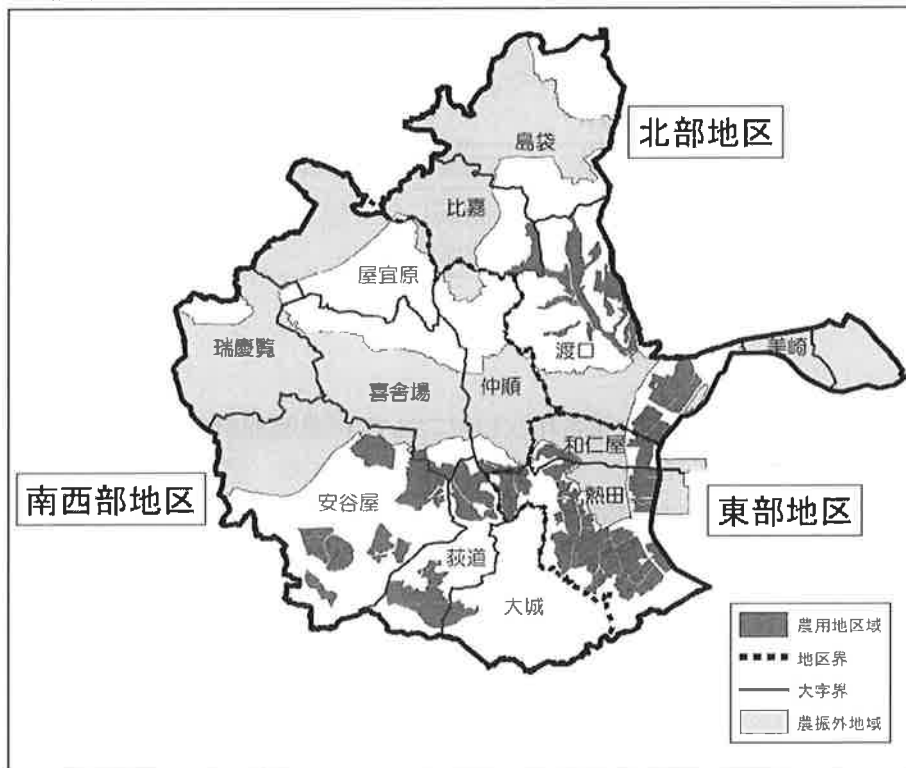 島袋
北部地区
比嘉
屋宜原
渡口
美崎
瑞慶覧
喜舎場
仲順
和仁屋
南西部地区
安谷屋
熱田
東部地区
荻道
大城
農用地区域
地区界
大字界
農振外地域